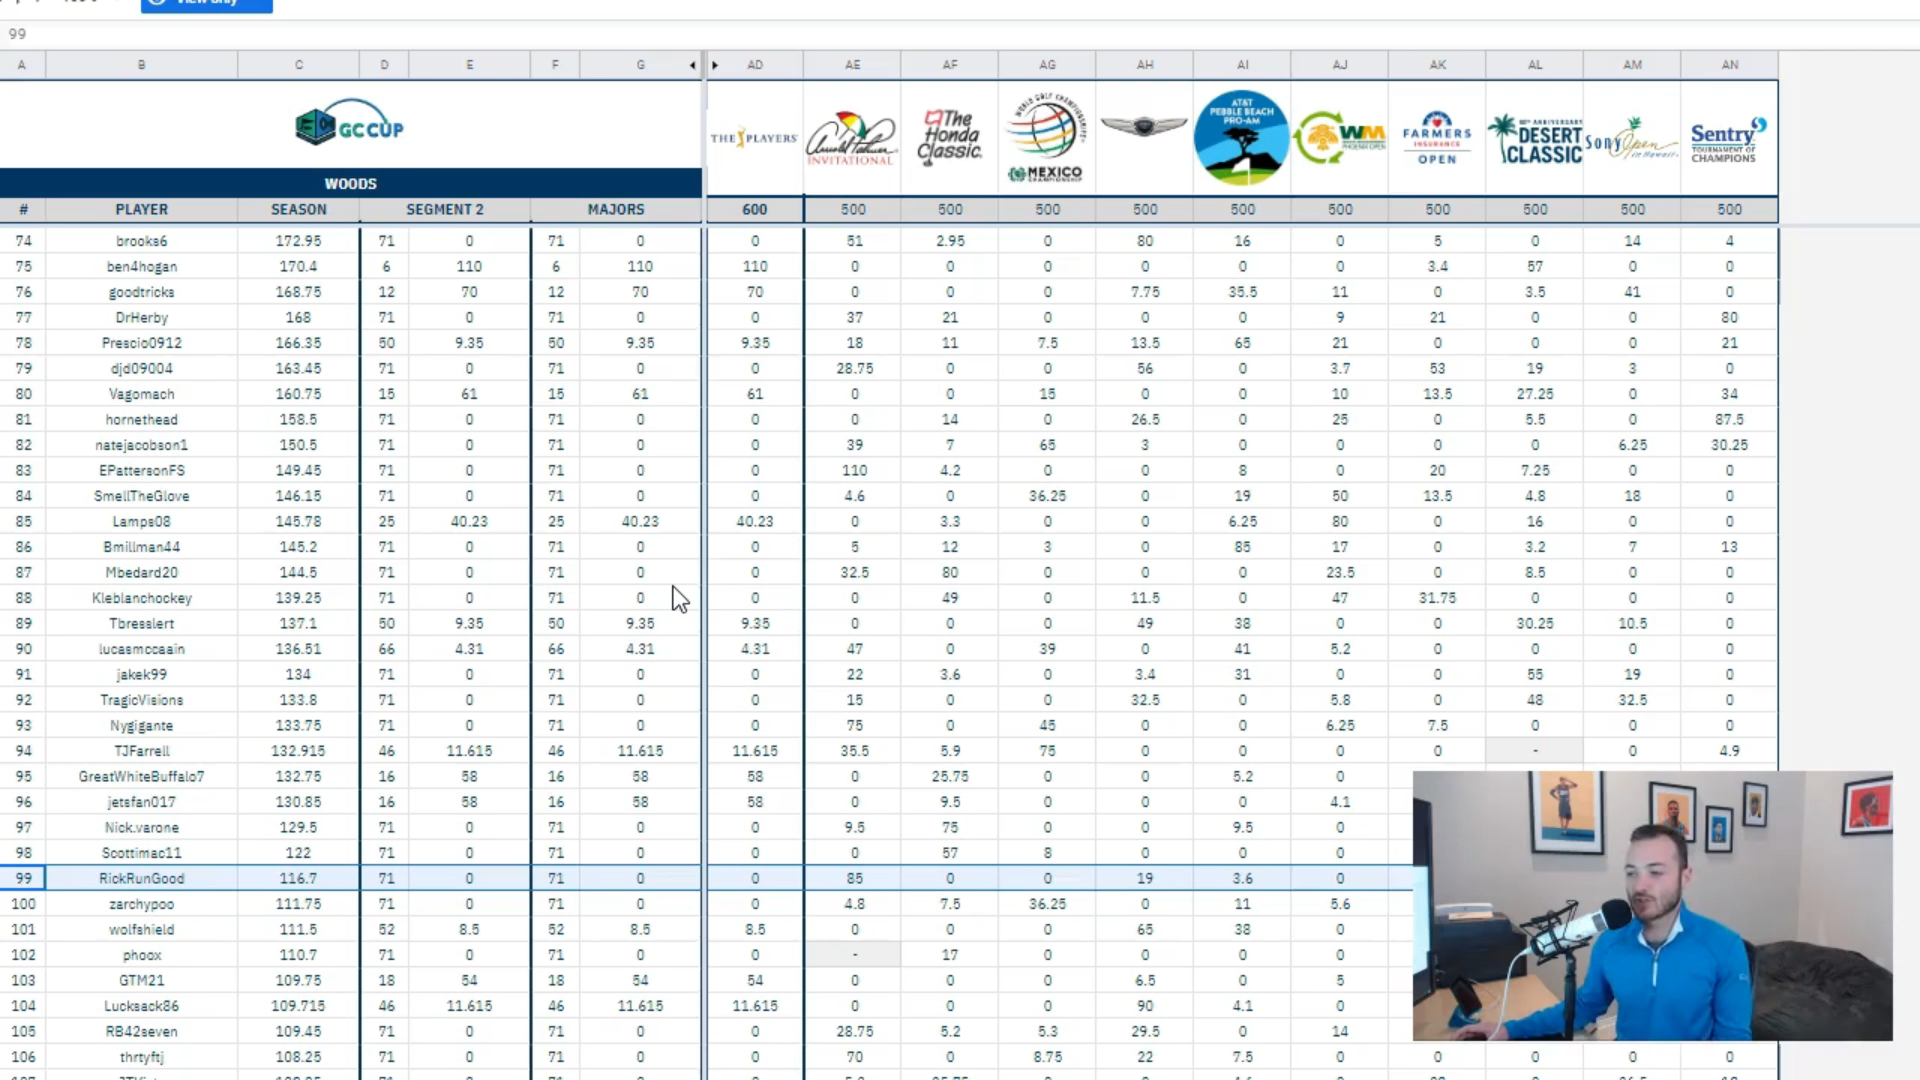 View only
99
A B C D E F G AD AE AF AG AH AI AJ AK AL AM AN
GC CUP
THE PLAYERS
Arnold Palmer
INVITATIONAL
The
Honda
Classic.
WORLD GOLF CHAMPIONSHIPS
MEXICO
CHAMPIONSHIP
AT&T
PEBBLE BEACH
PRO-AM
WM
FARMERS
INSURANCE
OPEN
DESERT
CLASSIC
Sony Open
in Hawaii
Sentry
TOURNAMENT OF
CHAMPIONS
WOODS
# PLAYER SEASON SEGMENT 2 MAJORS 600 500 500 500 500 500 500 500 500 500 500
74 brooks6 172.95 71 0 71 0 0 51 2.95 0 80 16 0 5 0 14 4
75 ben4hogan 170.4 6 110 6 110 110 0 0 0 0 0 0 3.4 57 0 0
76 goodtricks 168.75 12 70 12 70 70 0 0 0 7.75 35.5 11 0 3.5 41 0
77 DrHerby 168 71 0 71 0 0 37 21 0 0 0 9 21 0 0 80
78 Prescio0912 166.35 50 9.35 50 9.35 9.35 18 11 7.5 13.5 65 21 0 0 0 21
79 djd09004 163.45 71 0 71 0 0 28.75 0 0 56 0 3.7 53 19 3 0
80 Vagomach 160.75 15 61 15 61 61 0 0 15 0 0 10 13.5 27.25 0 34
81 hornethead 158.5 71 0 71 0 0 0 14 0 26.5 0 25 0 5.5 0 87.5
82 natejacobson1 150.5 71 0 71 0 0 39 7 65 3 0 0 0 0 6.25 30.25
83 EPattersonFS 149.45 71 0 71 0 0 110 4.2 0 0 8 0 20 7.25 0 0
84 SmellTheGlove 146.15 71 0 71 0 0 4.6 0 36.25 0 19 50 13.5 4.8 18 0
85 Lamps08 145.78 25 40.23 25 40.23 40.23 0 3.3 0 0 6.25 80 0 16 0 0
86 Bmillman44 145.2 71 0 71 0 0 5 12 3 0 85 17 0 3.2 7 13
87 Mbedard20 144.5 71 0 71 0 0 32.5 80 0 0 0 23.5 0 8.5 0 0
88 Kleblanchockey 139.25 71 0 71 0 0 0 49 0 11.5 0 47 31.75 0 0 0
89 Tbresslert 137.1 50 9.35 50 9.35 9.35 0 0 0 49 38 0 0 30.25 10.5 0
90 lucasmccain 136.51 66 4.31 66 4.31 4.31 47 0 39 0 41 5.2 0 0 0 0
91 jakek99 134 71 0 71 0 0 22 3.6 0 3.4 31 0 0 55 19 0
92 TragicVisions 133.8 71 0 71 0 0 15 0 0 32.5 0 5.8 0 48 32.5 0
93 Nygigante 133.75 71 0 71 0 0 75 0 45 0 0 6.25 7.5 0 0 0
94 TJFarrell 132.915 46 11.615 46 11.615 11.615 35.5 5.9 75 0 0 0 0 - 0 4.9
95 GreatWhiteBuffalo7 132.75 16 58 16 58 58 0 25.75 0 0 5.2 0
96 jetsfan017 130.85 16 58 16 58 58 0 9.5 0 0 0 4.1
97 Nick.varone 129.5 71 0 71 0 0 9.5 75 0 0 9.5 0
98 Scottimac11 122 71 0 71 0 0 0 57 8 0 0 0
99 RickRunGood 116.7 71 0 71 0 0 85 0 0 19 3.6 0
100 zarchypoo 111.75 71 0 71 0 0 4.8 7.5 36.25 0 11 5.6
101 wolfshield 111.5 52 8.5 52 8.5 8.5 0 0 0 65 38 0
102 phoox 110.7 71 0 71 0 0 - 17 0 0 0 0
103 GTM21 109.75 18 54 18 54 54 0 0 0 6.5 0 5
104 Lucksack86 109.715 46 11.615 46 11.615 11.615 0 0 0 90 4.1 0
105 RB42seven 109.45 71 0 71 0 0 28.75 5.2 5.3 29.5 0 14
106 thrtyftj 108.25 71 0 71 0 0 70 0 8.75 22 7.5 0 0 0 0 0